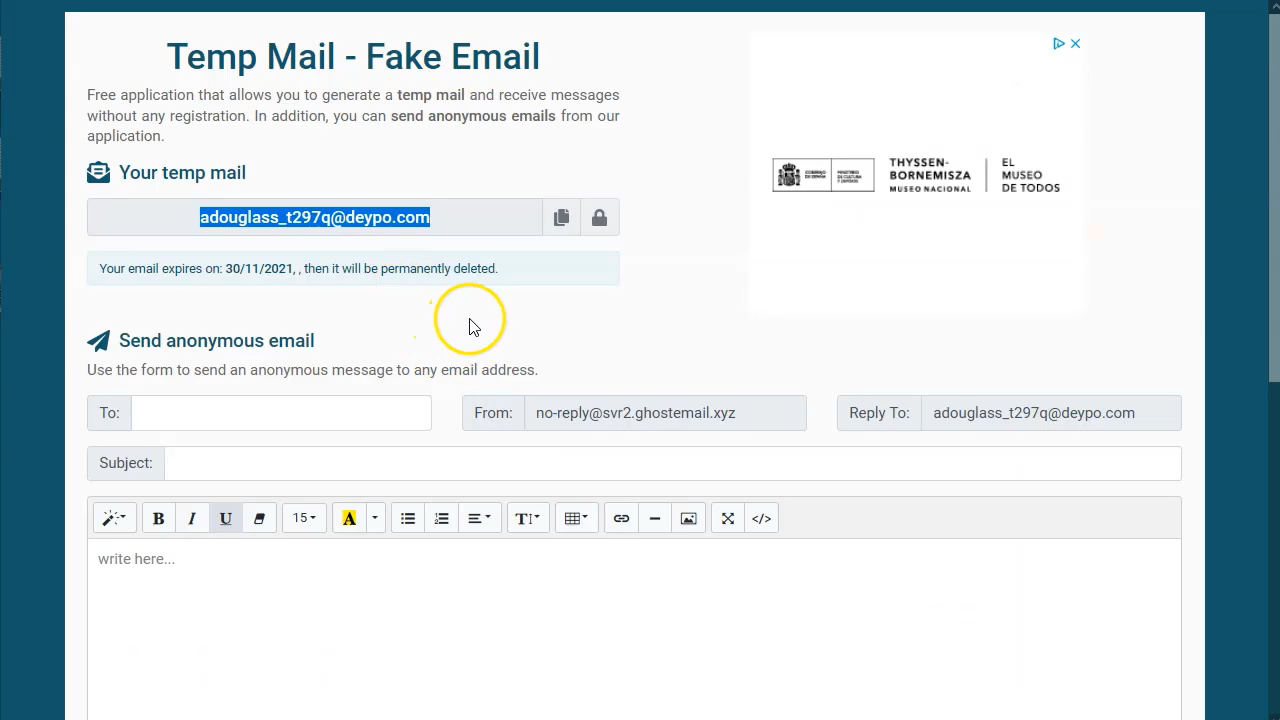 Temp Mail - Fake Email
Free application that allows you to generate a temp mail and receive messages
without any registration. In addition, you can send anonymous emails from our
application.
Your temp mail
adouglass_t297q@deypo.com
Your email expires on: 30/11/2021, , then it will be permanently deleted.
THYSSEN-
BORNEMISZA
MUSEO NACIONAL
EL
MUSEO
DE TODOS
Send anonymous email
Use the form to send an anonymous message to any email address.
To:
From: no-reply@svr2.ghostemail.xyz
Reply To: adouglass_t297q@deypo.com
Subject:
B I U 15 A T </>
write here...